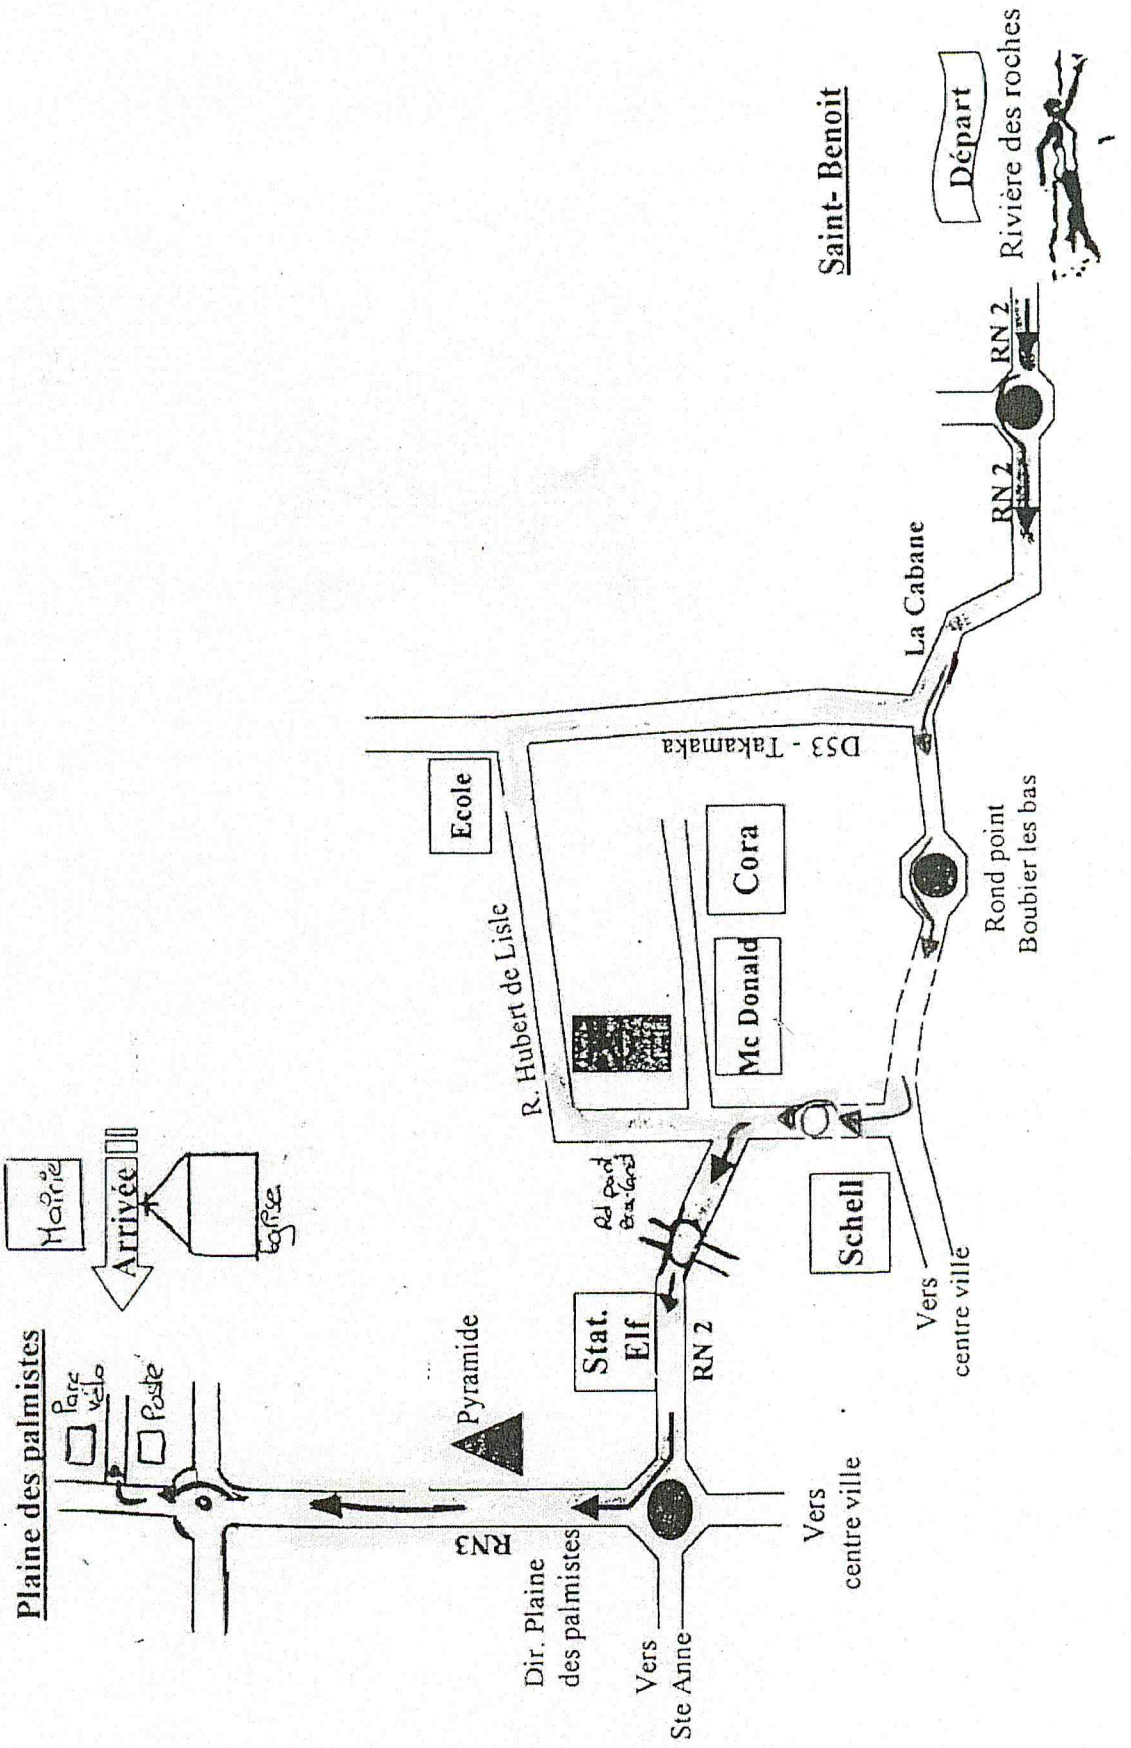 Plaine des palmistes
Mairie
Arrivée
Eglise
Parc
vélo
Poste
Pyramide
RN3
Dir. Plaine
des palmistes
Vers
Ste Anne
Vers
centre ville
Stat.
Elf
RN 2
Rd point
R. Hubert de Lisle
Ecole
Cora
Mc Donald
Schell
Vers
centre ville
D53 - Takamaka
La Cabane
Rond point
Boubier les bas
RN 2
RN 2
Saint- Benoit
Départ
Rivière des roches